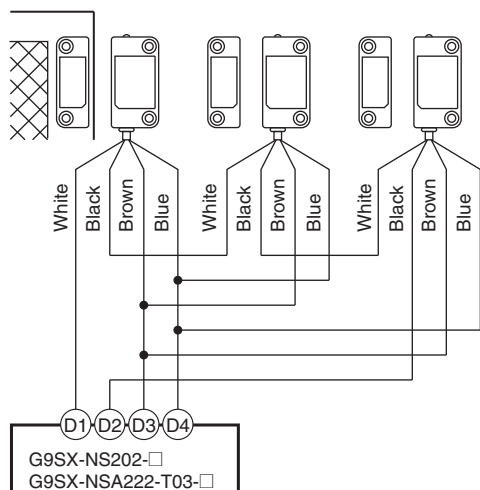 White
Black
Brown
Blue
White
Black
Brown
Blue
White
Black
Brown
Blue
D1 D2 D3 D4
G9SX-NS202-□
G9SX-NSA222-T03-□